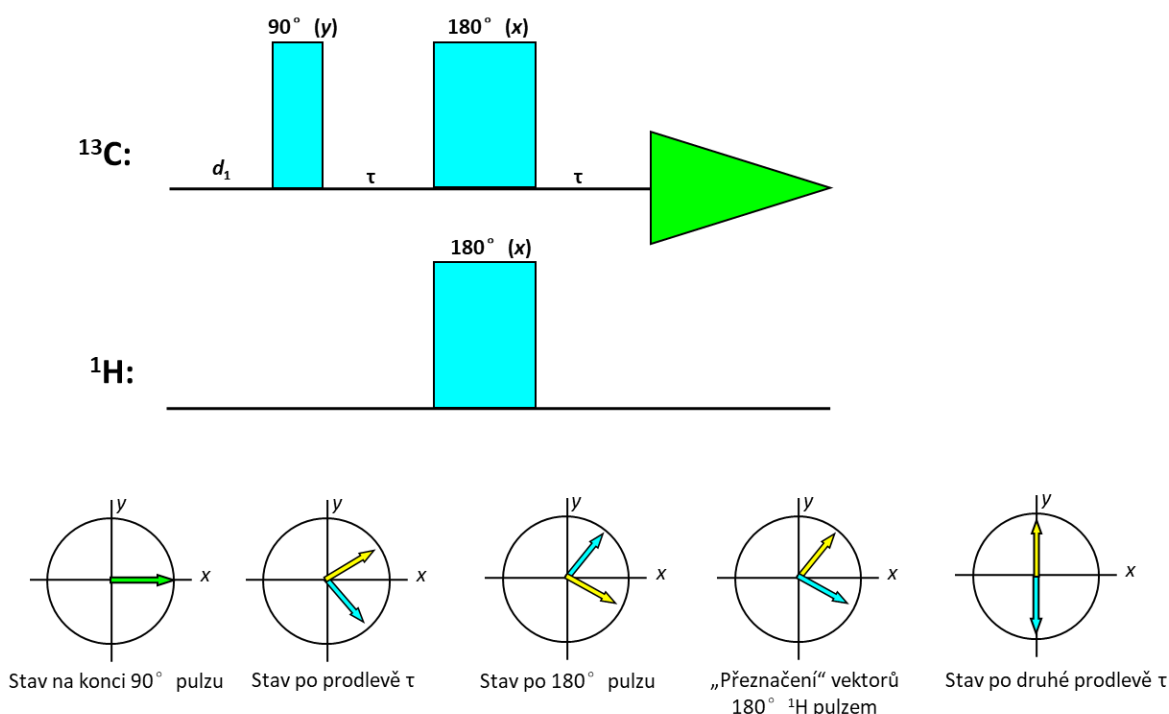 90° (y)
180° (x)
¹³C:
d₁
τ
τ
180° (x)
¹H:
y
x
y
x
y
x
y
x
y
x
Stav na konci 90° pulzu
Stav po prodlevě τ
Stav po 180° pulzu
„Přeznačení“ vektorů
180° ¹H pulzem
Stav po druhé prodlevě τ